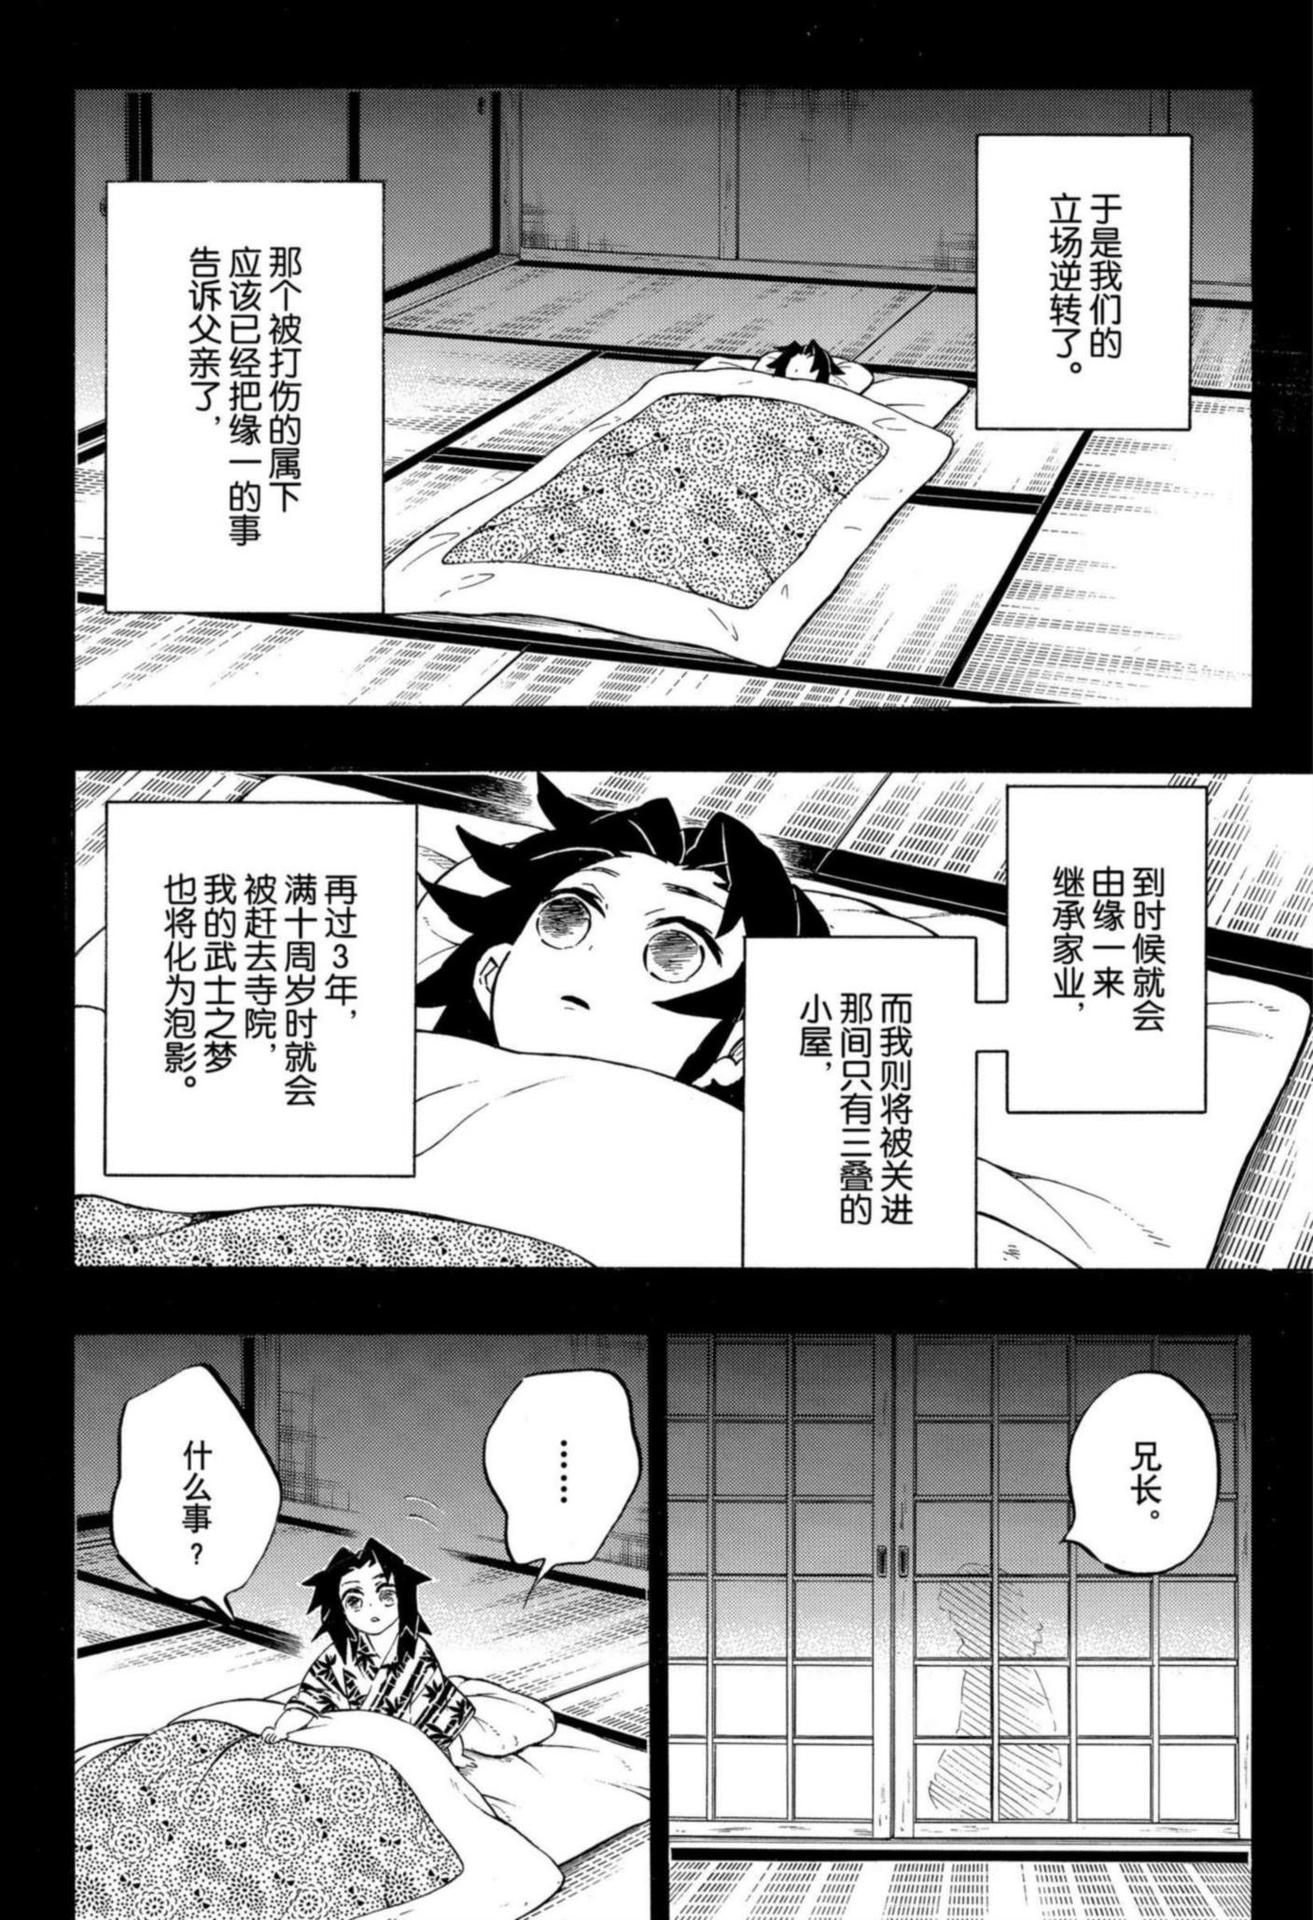 于是我们的
立场逆转了。
那个被打伤的属下
应该已经把缘一的事
告诉父亲了，
到时候就会
由缘一来
继承家业，
而我则将被关进
那间只有三叠的
小屋，
再过3年，
满十周岁时就会
被赶去寺院，
我的武士之梦
也将化为泡影。
兄长。
……
什么事？